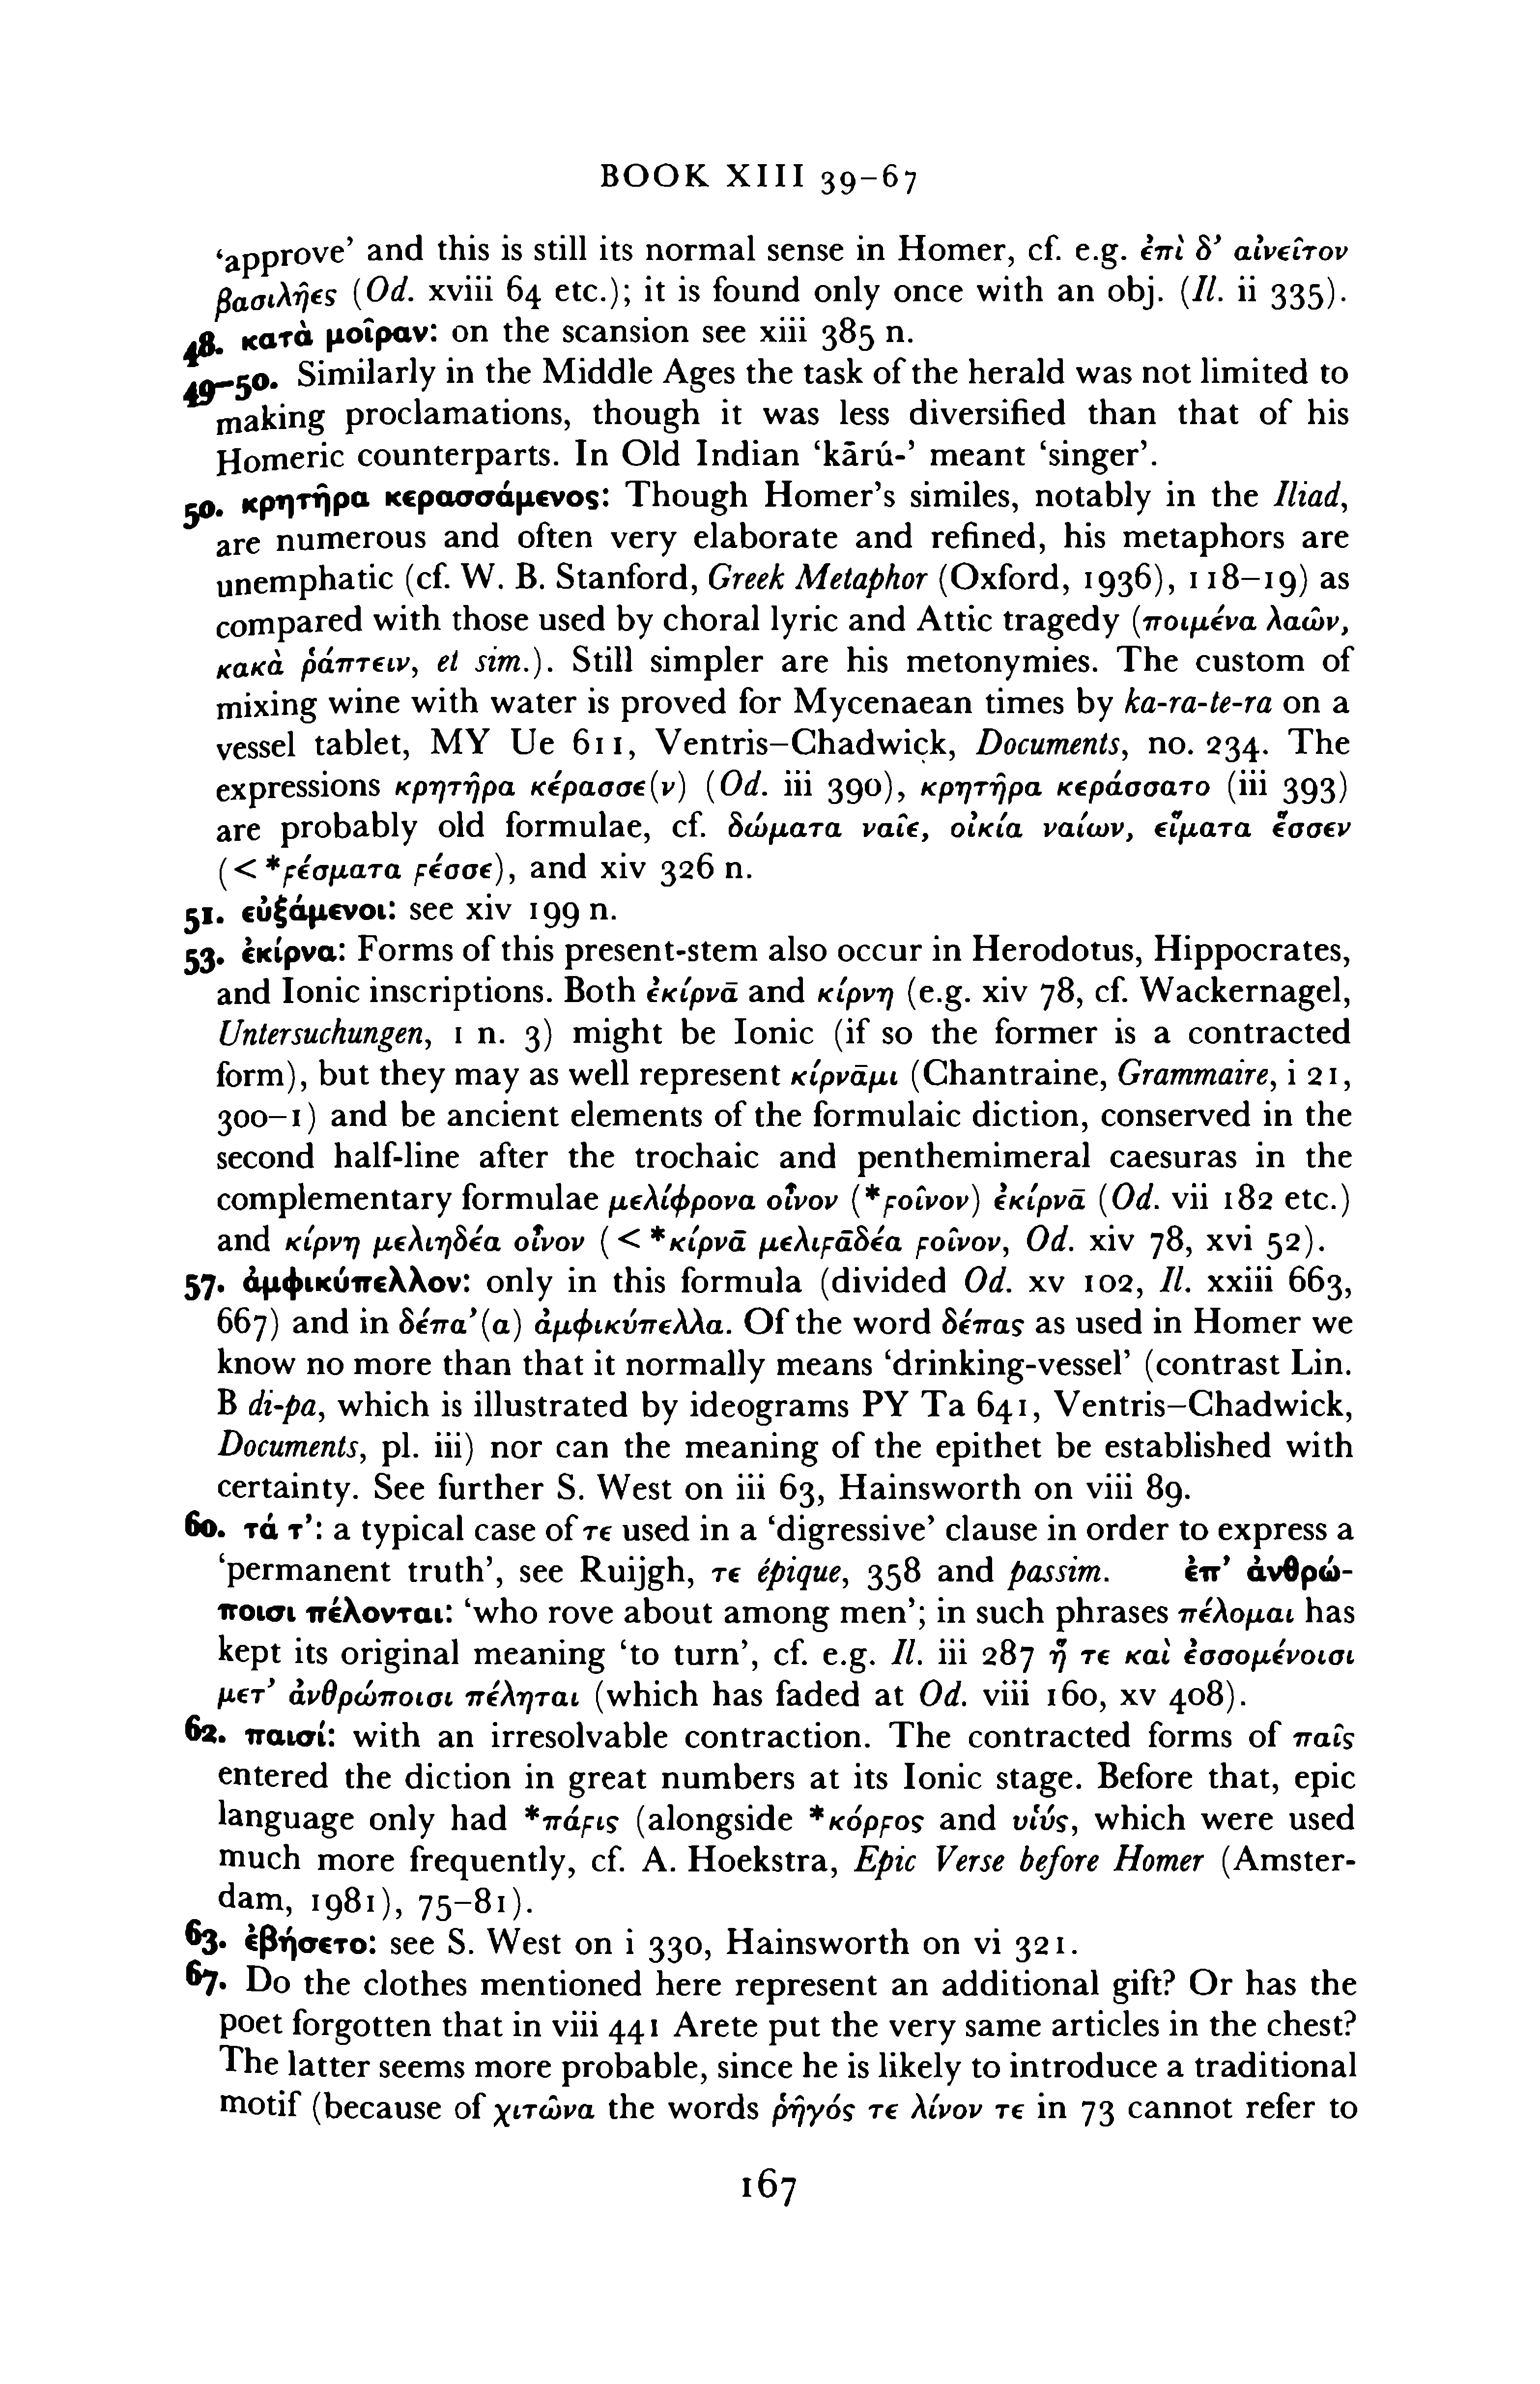 BOOK XIII 39–67
‘approve’ and this is still its normal sense in Homer, cf. e.g. ἐπὶ δ’ αἰνεῖτον
βασιλῆες (Od. xviii 64 etc.); it is found only once with an obj. (Il. ii 335).
48. κατὰ μοῖραν: on the scansion see xiii 385 n.
49–50. Similarly in the Middle Ages the task of the herald was not limited to
making proclamations, though it was less diversified than that of his
Homeric counterparts. In Old Indian ‘kārú-’ meant ‘singer’.
50. κρητῆρα κερασσάμενος: Though Homer’s similes, notably in the Iliad,
are numerous and often very elaborate and refined, his metaphors are
unemphatic (cf. W. B. Stanford, Greek Metaphor (Oxford, 1936), 118–19) as
compared with those used by choral lyric and Attic tragedy (ποιμένα λαῶν,
κακὰ ῥάπτειν, et sim.). Still simpler are his metonymies. The custom of
mixing wine with water is proved for Mycenaean times by ka-ra-te-ra on a
vessel tablet, MY Ue 611, Ventris–Chadwick, Documents, no. 234. The
expressions κρητῆρα κέρασσε(ν) (Od. iii 390), κρητῆρα κεράσσατο (iii 393)
are probably old formulae, cf. δώματα ναῖε, οἰκία ναίων, εἵματα ἕσσεν
(< *ϝέσματα ϝέσσε), and xiv 326 n.
51. εὐξάμενοι: see xiv 199 n.
53. ἐκίρνα: Forms of this present-stem also occur in Herodotus, Hippocrates,
and Ionic inscriptions. Both ἐκίρνᾱ and κίρνη (e.g. xiv 78, cf. Wackernagel,
Untersuchungen, 1 n. 3) might be Ionic (if so the former is a contracted
form), but they may as well represent κίρνᾱμι (Chantraine, Grammaire, i 21,
300–1) and be ancient elements of the formulaic diction, conserved in the
second half-line after the trochaic and penthemimeral caesuras in the
complementary formulae μελίφρονα οἶνον (*ϝοῖνον) ἐκίρνᾱ (Od. vii 182 etc.)
and κίρνη μελιηδέα οἶνον (< *κίρνᾱ μελιϝᾱδέα ϝοῖνον, Od. xiv 78, xvi 52).
57. ἀμφικύπελλον: only in this formula (divided Od. xv 102, Il. xxiii 663,
667) and in δέπα’(α) ἀμφικύπελλα. Of the word δέπας as used in Homer we
know no more than that it normally means ‘drinking-vessel’ (contrast Lin.
B di-pa, which is illustrated by ideograms PY Ta 641, Ventris–Chadwick,
Documents, pl. iii) nor can the meaning of the epithet be established with
certainty. See further S. West on iii 63, Hainsworth on viii 89.
60. τά τ’: a typical case of τε used in a ‘digressive’ clause in order to express a
‘permanent truth’, see Ruijgh, τε épique, 358 and passim. ἐπ’ ἀνθρώ-
ποισι πέλονται: ‘who rove about among men’; in such phrases πέλομαι has
kept its original meaning ‘to turn’, cf. e.g. Il. iii 287 ἥ τε καὶ ἐσσομένοισι
μετ’ ἀνθρώποισι πέληται (which has faded at Od. viii 160, xv 408).
62. παισί: with an irresolvable contraction. The contracted forms of παῖς
entered the diction in great numbers at its Ionic stage. Before that, epic
language only had *πάϝις (alongside *κόρϝος and υἱύς, which were used
much more frequently, cf. A. Hoekstra, Epic Verse before Homer (Amster-
dam, 1981), 75–81).
63. ἐβήσετο: see S. West on i 330, Hainsworth on vi 321.
67. Do the clothes mentioned here represent an additional gift? Or has the
poet forgotten that in viii 441 Arete put the very same articles in the chest?
The latter seems more probable, since he is likely to introduce a traditional
motif (because of χιτῶνα the words ῥῆγός τε λίνον τε in 73 cannot refer to
167